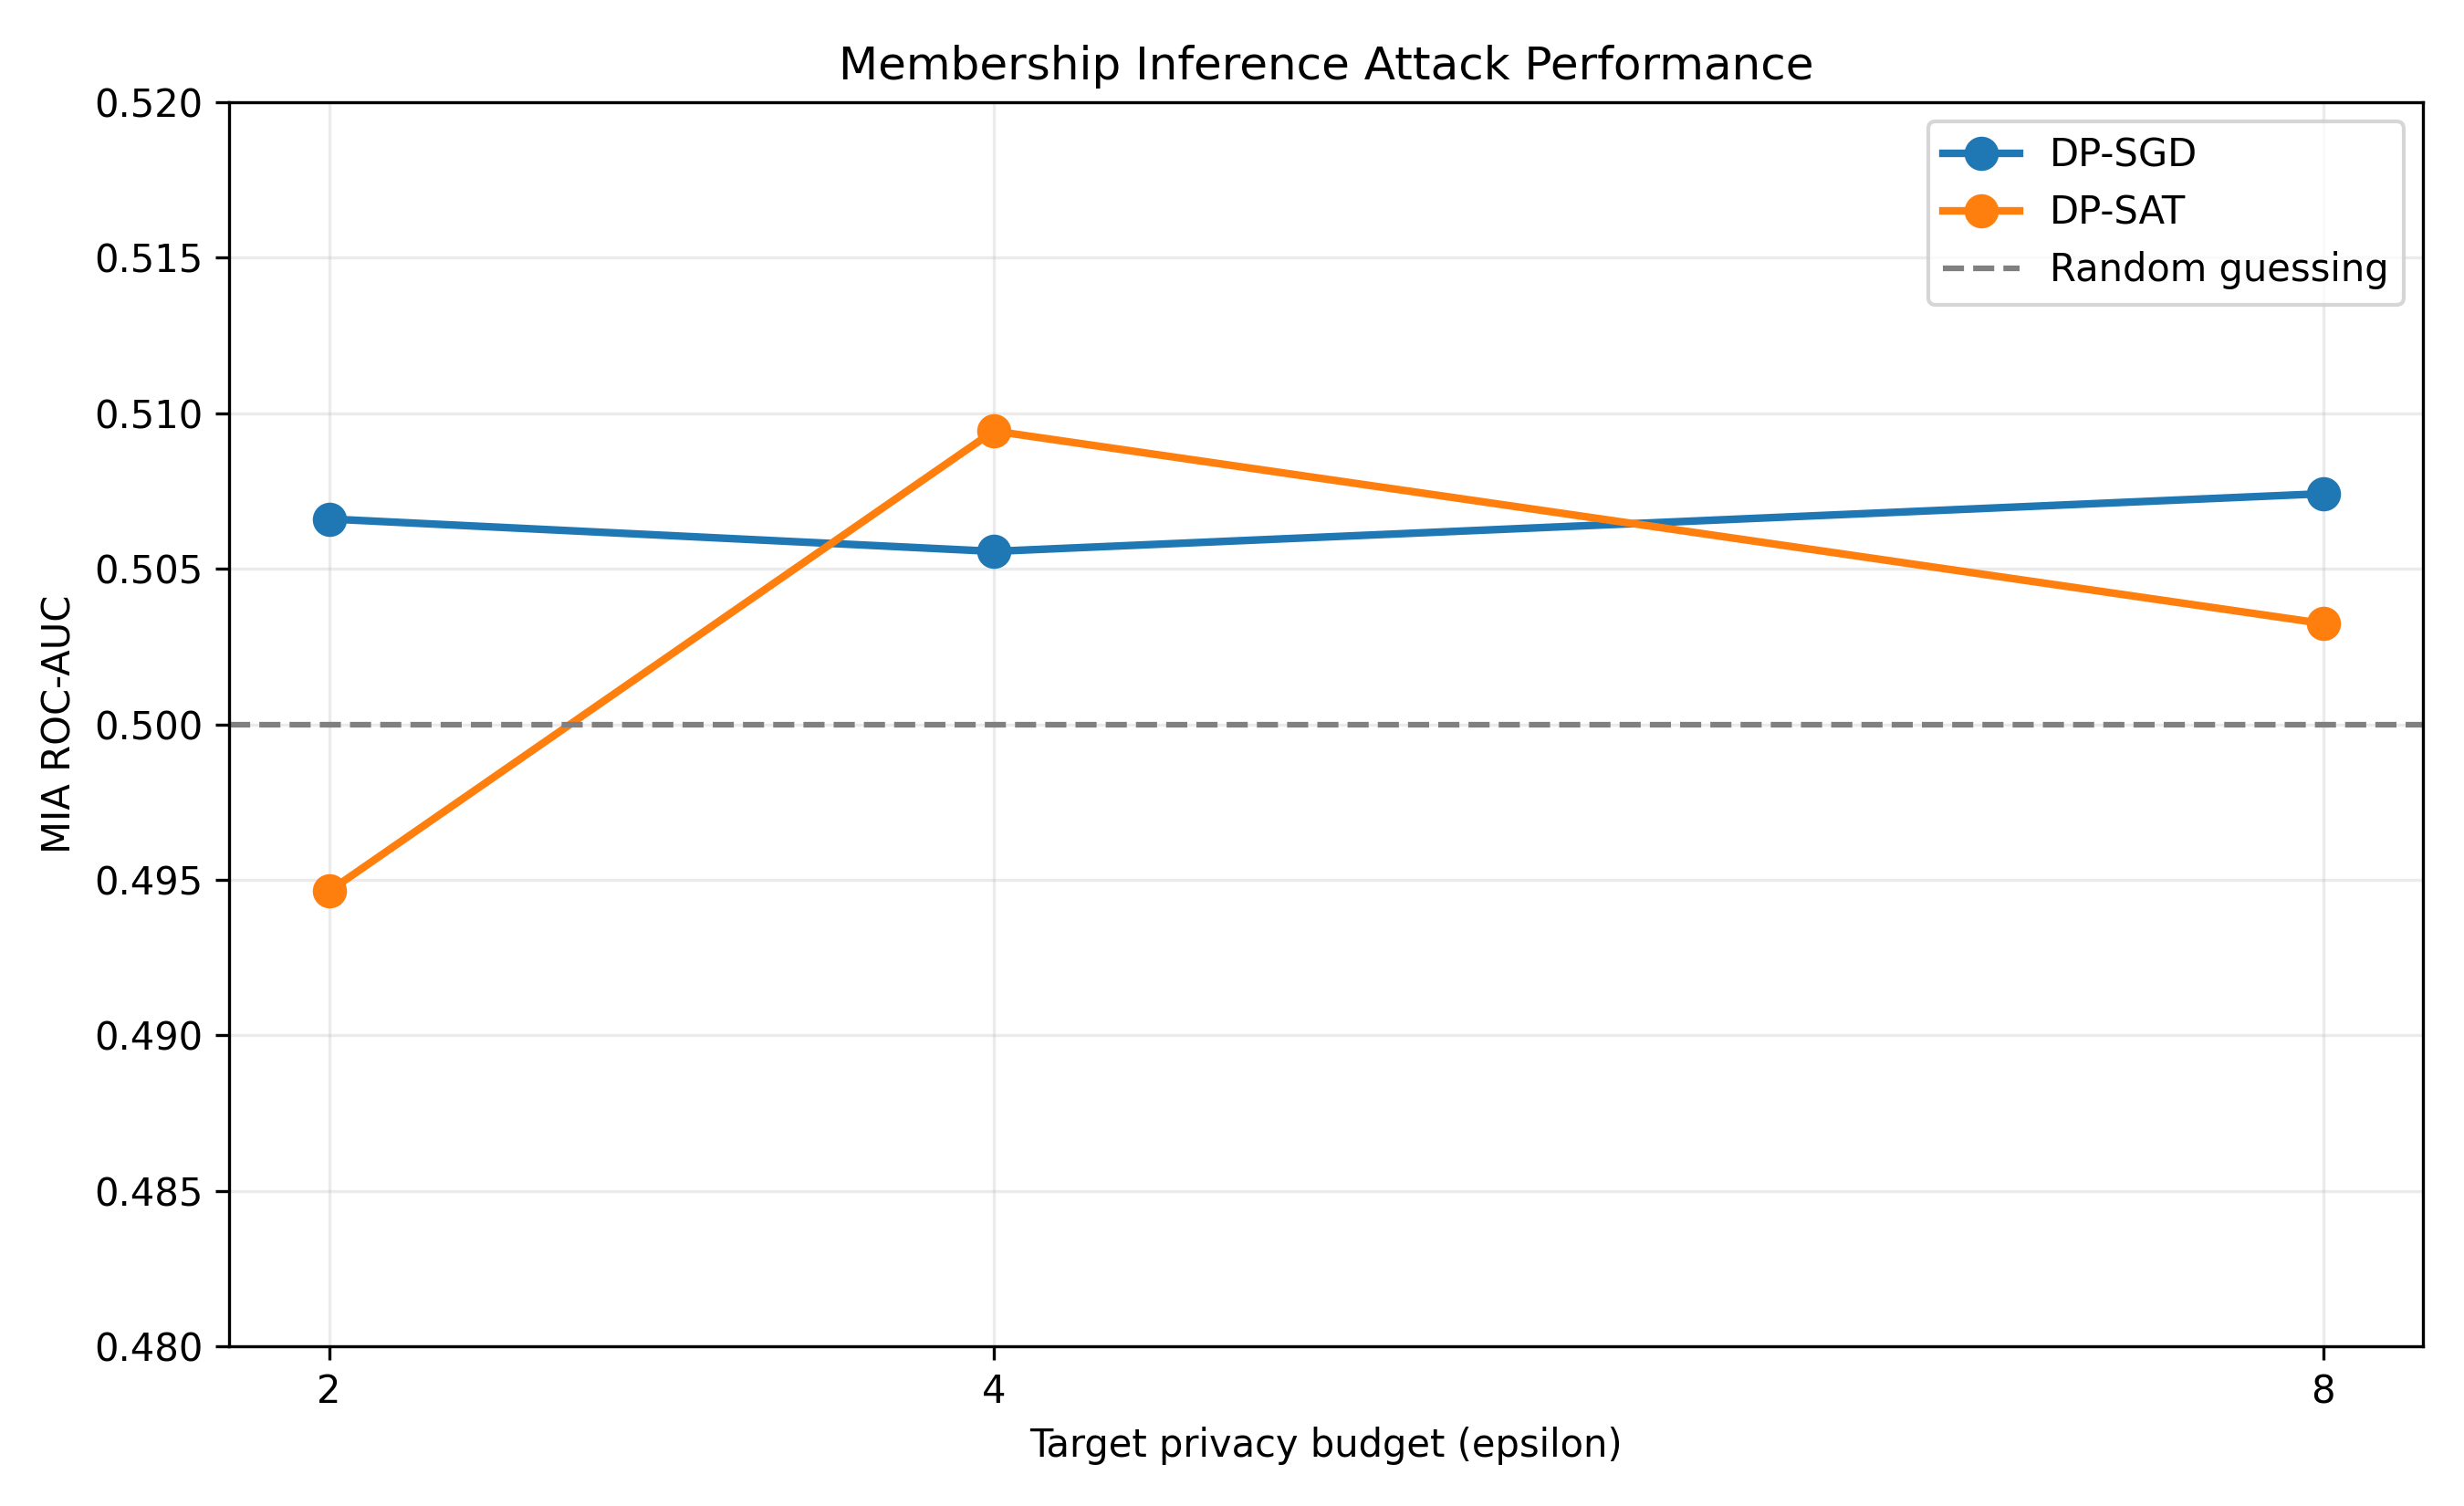 Membership Inference Attack Performance
0.520
0.515
0.510
0.505
0.500
0.495
0.490
0.485
0.480
MIA ROC-AUC
DP-SGD
DP-SAT
Random guessing
2
4
8
Target privacy budget (epsilon)